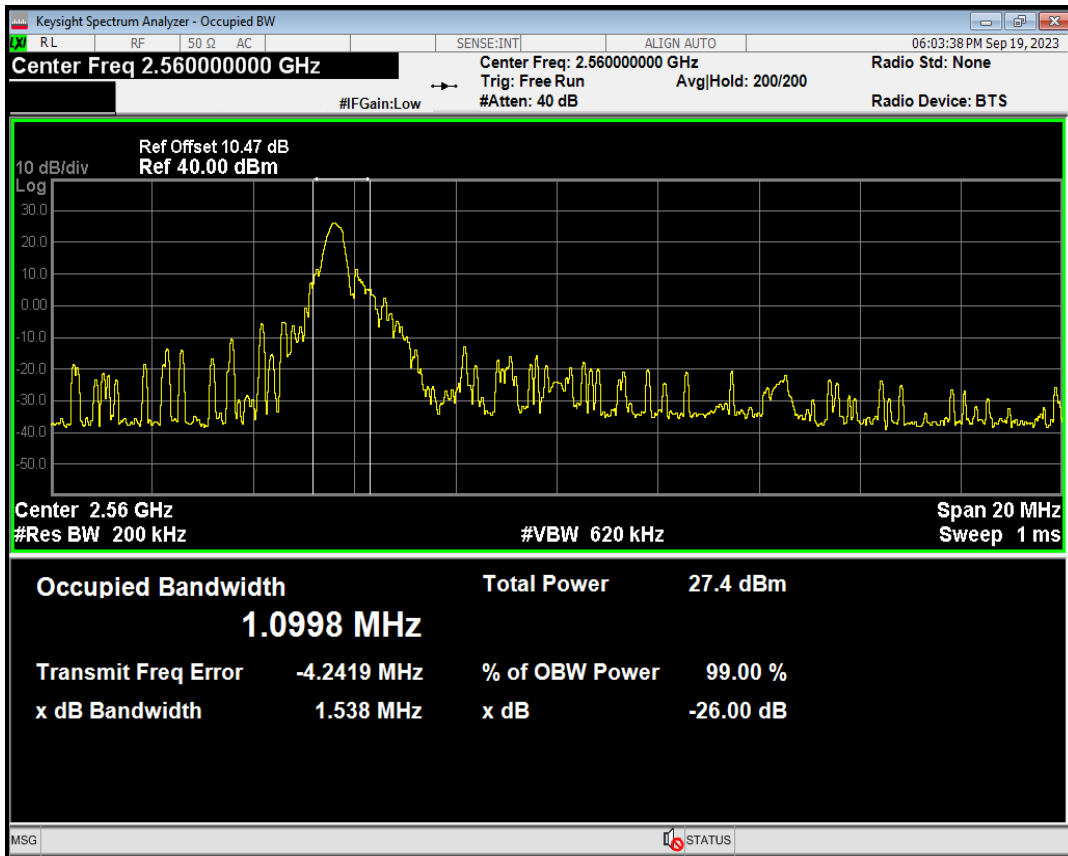 Keysight Spectrum Analyzer - Occupied BW
LXI RL RF 50 Ω AC SENSE:INT ALIGN AUTO 06:03:38 PM Sep 19, 2023
Center Freq 2.560000000 GHz Center Freq: 2.560000000 GHz Radio Std: None
Trig: Free Run Avg|Hold: 200/200
#IFGain:Low #Atten: 40 dB Radio Device: BTS
Ref Offset 10.47 dB
10 dB/div Ref 40.00 dBm
Log
30.0
20.0
10.0
0.00
-10.0
-20.0
-30.0
-40.0
-50.0
Center 2.56 GHz Span 20 MHz
#Res BW 200 kHz #VBW 620 kHz Sweep 1 ms
Occupied Bandwidth Total Power 27.4 dBm
1.0998 MHz
Transmit Freq Error -4.2419 MHz % of OBW Power 99.00 %
x dB Bandwidth 1.538 MHz x dB -26.00 dB
MSG STATUS